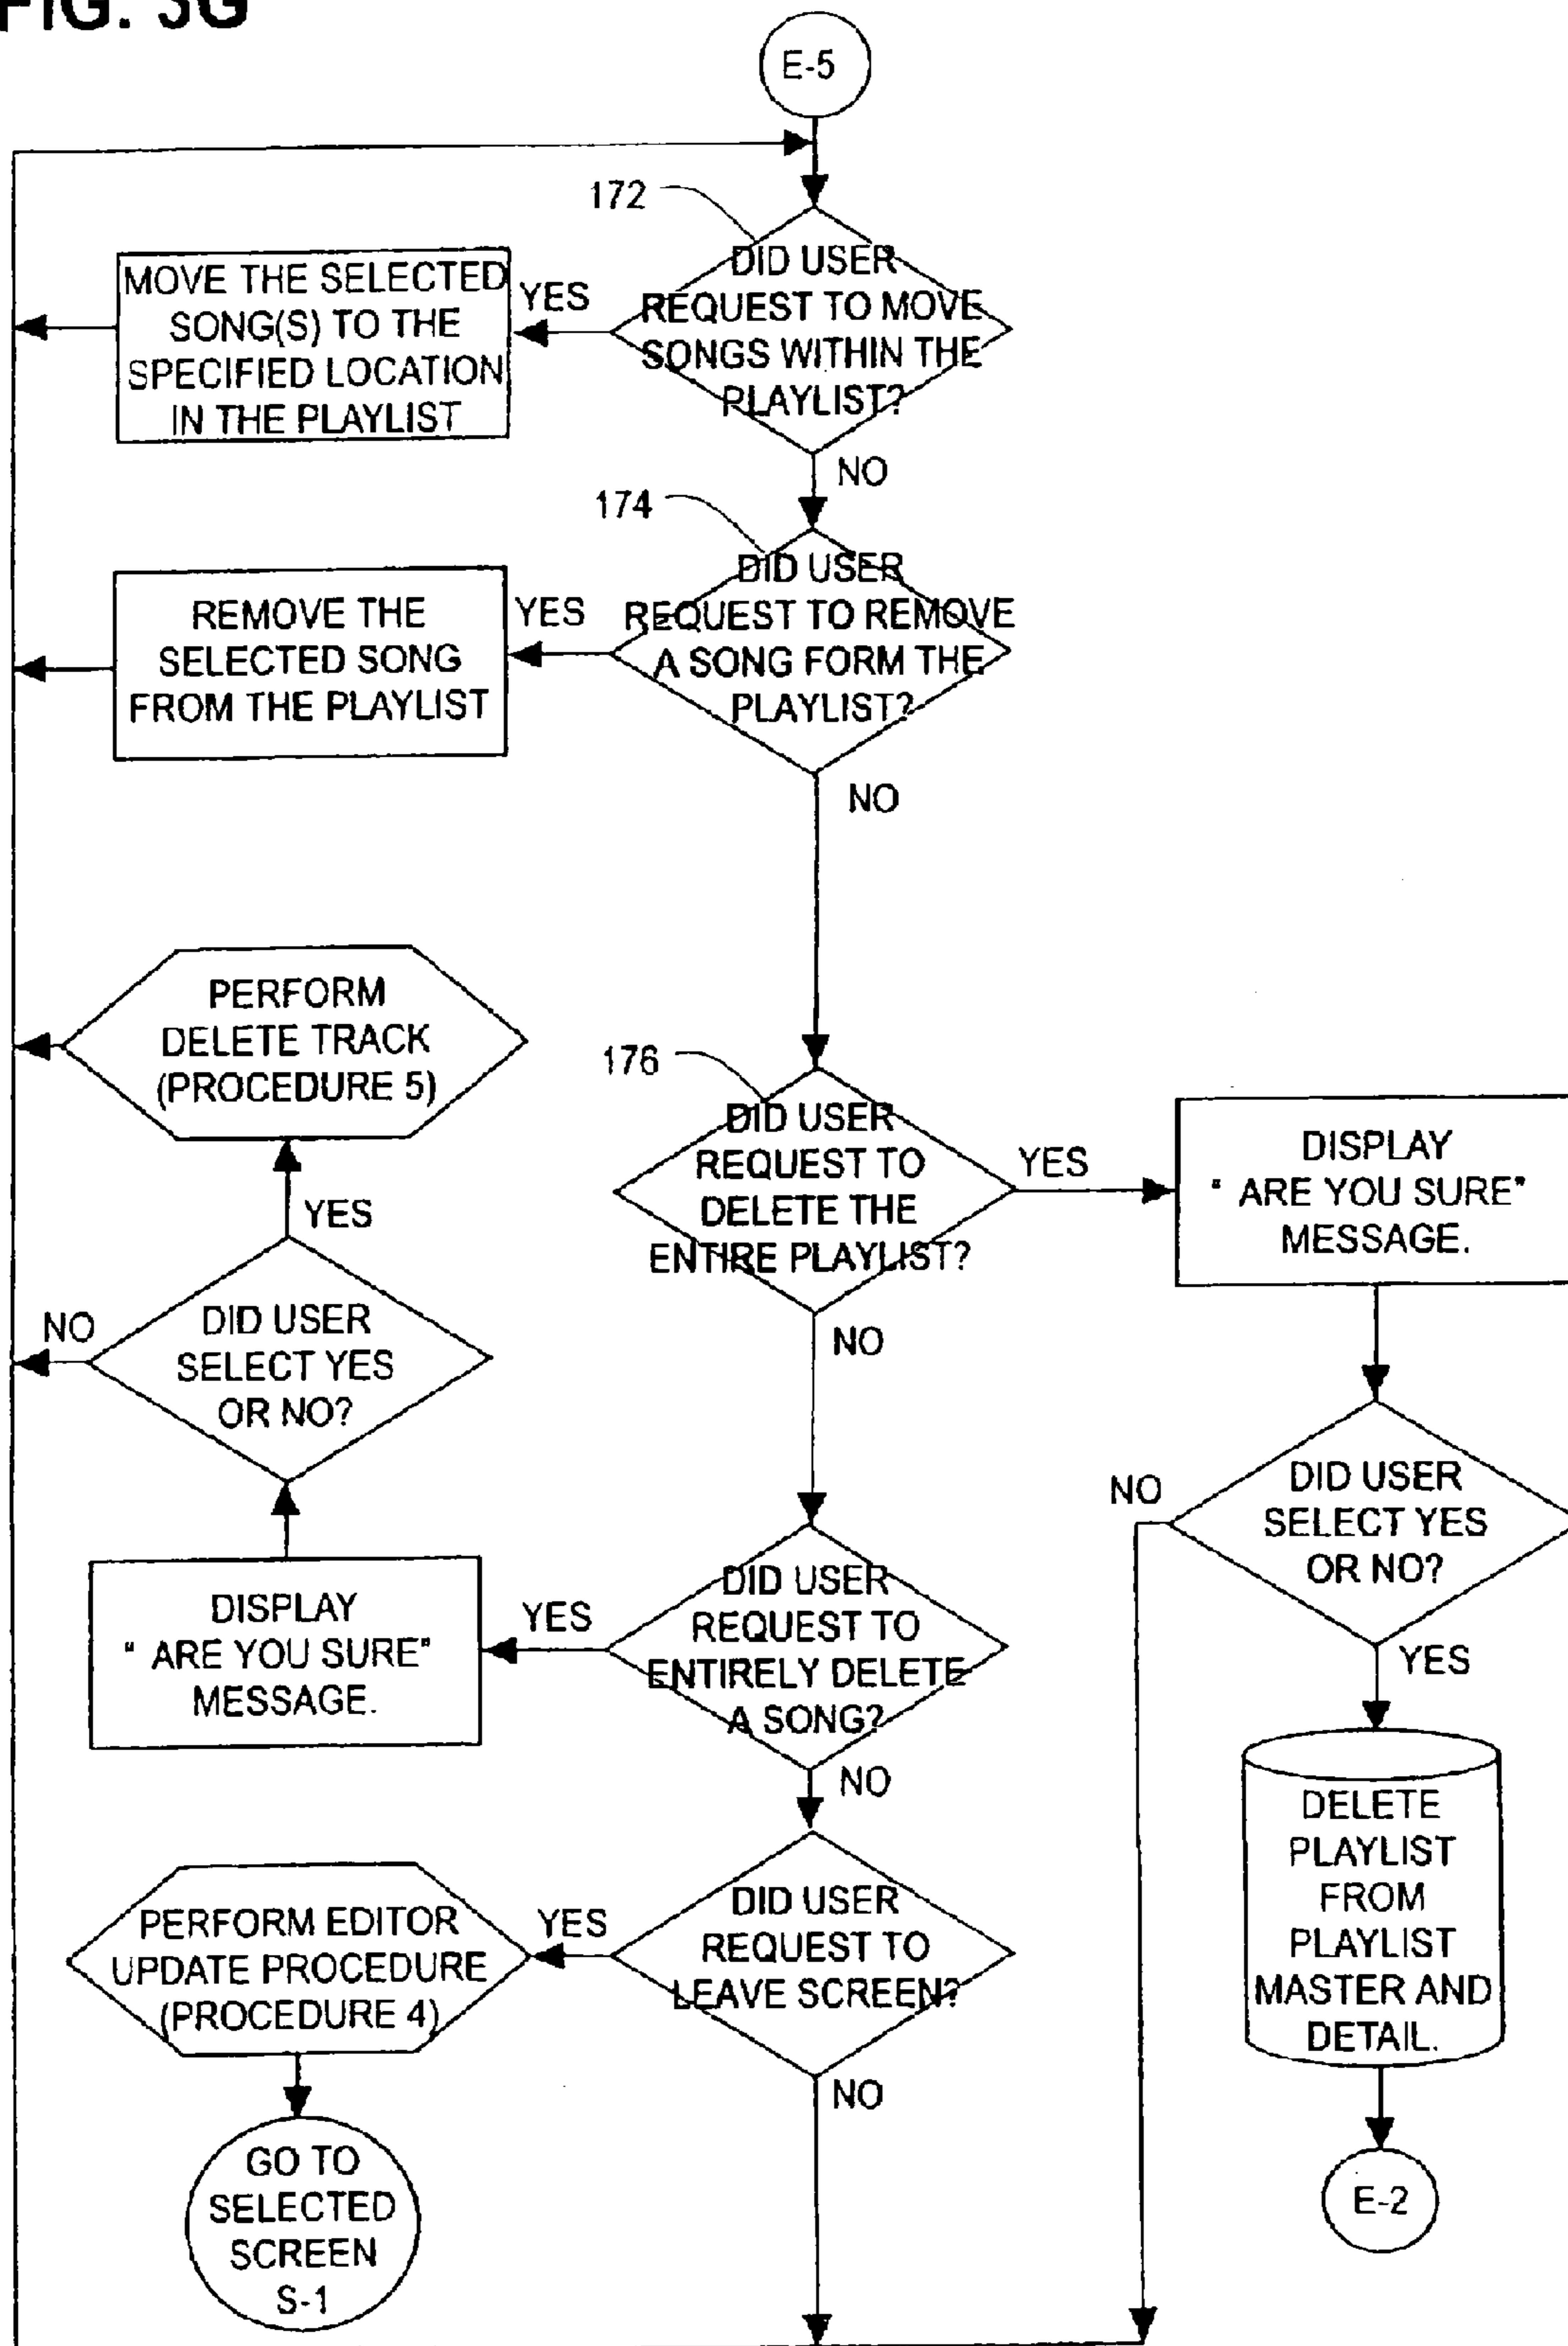 FIG. 3G
E-5
172
DID USER
REQUEST TO MOVE
SONGS WITHIN THE
PLAYLIST?
YES
MOVE THE SELECTED
SONG(S) TO THE
SPECIFIED LOCATION
IN THE PLAYLIST
NO
174
DID USER
REQUEST TO REMOVE
A SONG FORM THE
PLAYLIST?
YES
REMOVE THE
SELECTED SONG
FROM THE PLAYLIST
NO
176
DID USER
REQUEST TO
DELETE THE
ENTIRE PLAYLIST?
YES
DISPLAY
" ARE YOU SURE"
MESSAGE.
DID USER
SELECT YES
OR NO?
NO
YES
DELETE
PLAYLIST
FROM
PLAYLIST
MASTER AND
DETAIL.
E-2
NO
DID USER
REQUEST TO
ENTIRELY DELETE
A SONG?
YES
DISPLAY
" ARE YOU SURE"
MESSAGE.
DID USER
SELECT YES
OR NO?
NO
YES
PERFORM
DELETE TRACK
(PROCEDURE 5)
NO
DID USER
REQUEST TO
LEAVE SCREEN?
YES
PERFORM EDITOR
UPDATE PROCEDURE
(PROCEDURE 4)
GO TO
SELECTED
SCREEN
S-1
NO